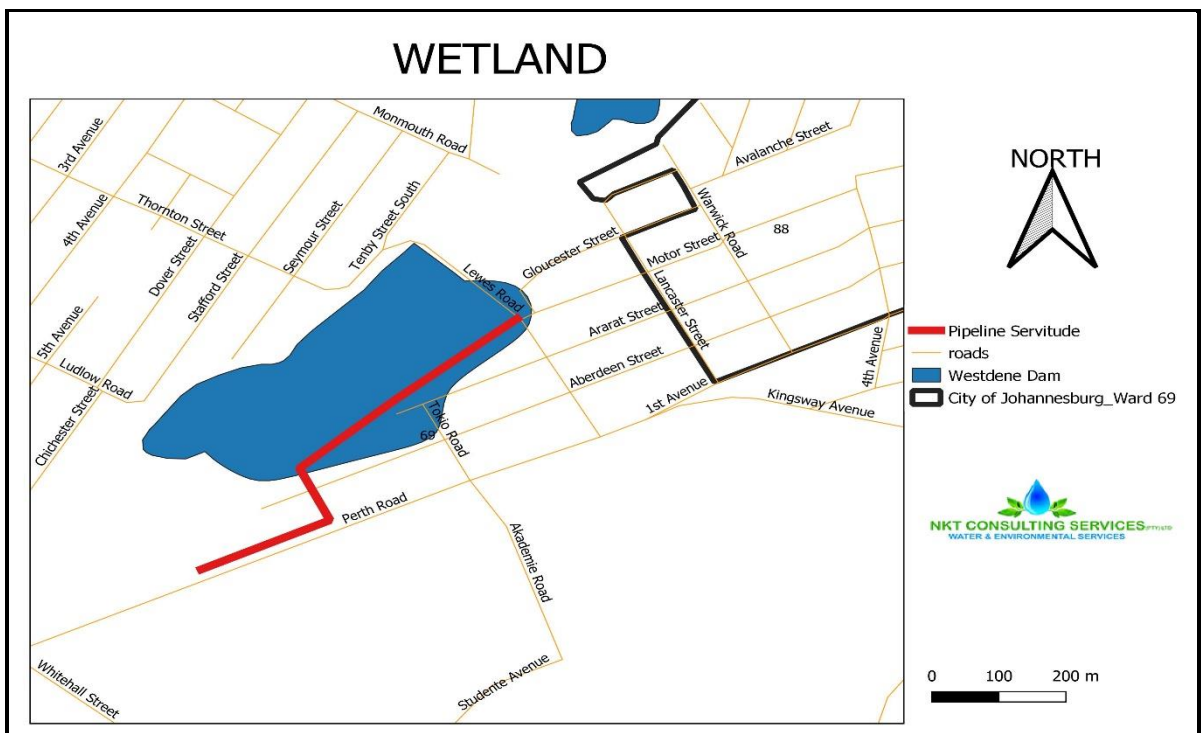 WETLAND
Monmouth Road
3rd Avenue
Avalanche Street
NORTH
Thornton Street
4th Avenue
Tenby Street South
Seymour Street
Dover Street
Stafford Street
Warwick Road
88
Gloucester Street
Motor Street
Lewes Road
Lancaster Street
Ararat Street
5th Avenue
Ludlow Road
Aberdeen Street
4th Avenue
Pipeline Servitude
roads
Westdene Dam
City of Johannesburg_Ward 69
1st Avenue
Kingsway Avenue
Chichester Street
Tokio Road
69
Perth Road
Akademie Road
NKT CONSULTING SERVICES (PTY) LTD
WATER & ENVIRONMENTAL SERVICES
Whitehall Street
Studente Avenue
0 100 200 m